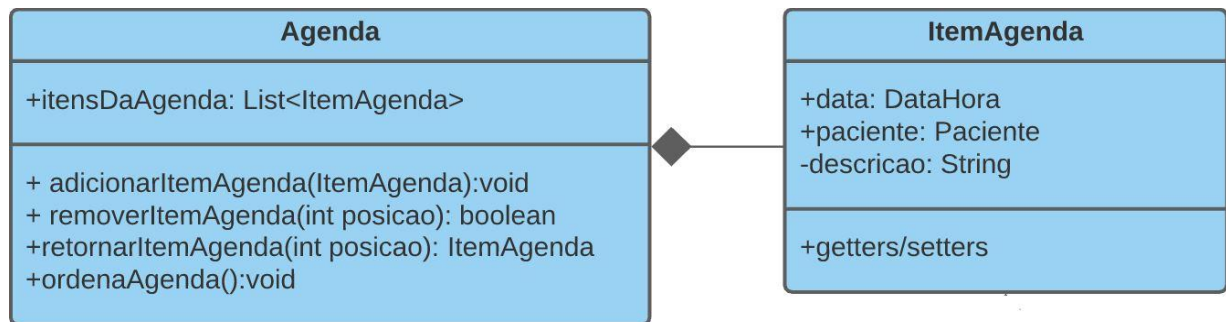 Agenda
+itensDaAgenda: List<ItemAgenda>
+ adicionarItemAgenda(ItemAgenda):void
+ removerItemAgenda(int posicao): boolean
+retornarItemAgenda(int posicao): ItemAgenda
+ordenaAgenda():void
ItemAgenda
+data: DataHora
+paciente: Paciente
-descricao: String
+getters/setters